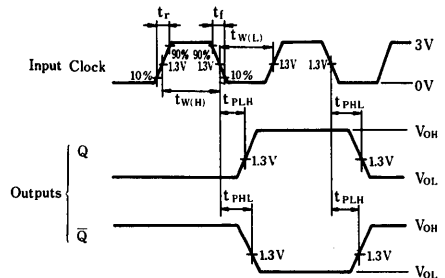 tr tf tW(L)
3V
90% 90%
Input Clock 1.3V 1.3V 1.3V 1.3V
10% 10% 0V
tW(H) tPLH tPHL
VOH
Q 1.3V 1.3V
VOL
Outputs tPHL tPLH
VOH
Q̄ 1.3V 1.3V
VOL